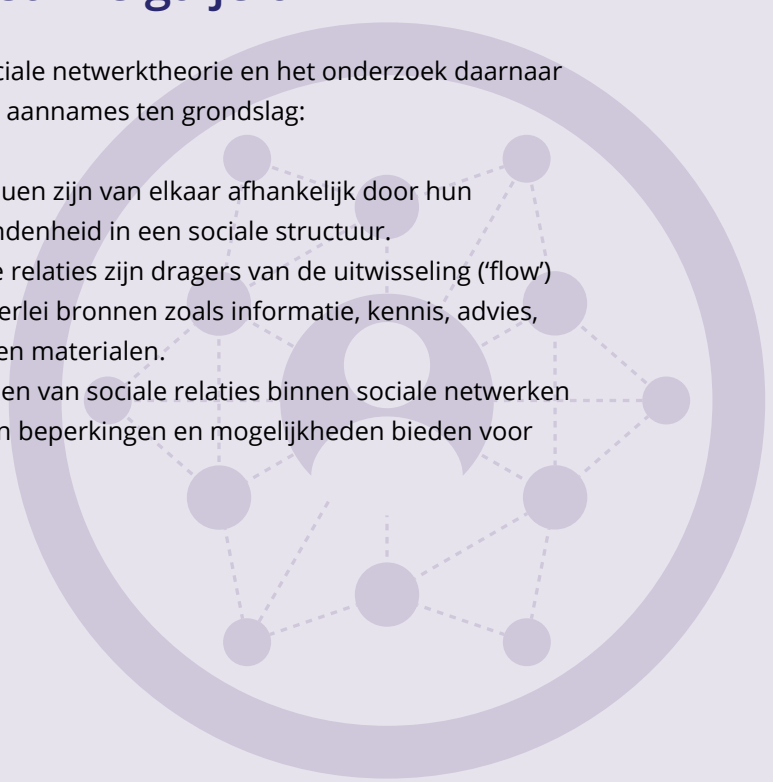 ciale netwerktheorie en het onderzoek daarnaar
aannames ten grondslag:
uen zijn van elkaar afhankelijk door hun
ndenheid in een sociale structuur.
e relaties zijn dragers van de uitwisseling (‘flow’)
erlei bronnen zoals informatie, kennis, advies,
en materialen.
en van sociale relaties binnen sociale netwerken
n beperkingen en mogelijkheden bieden voor